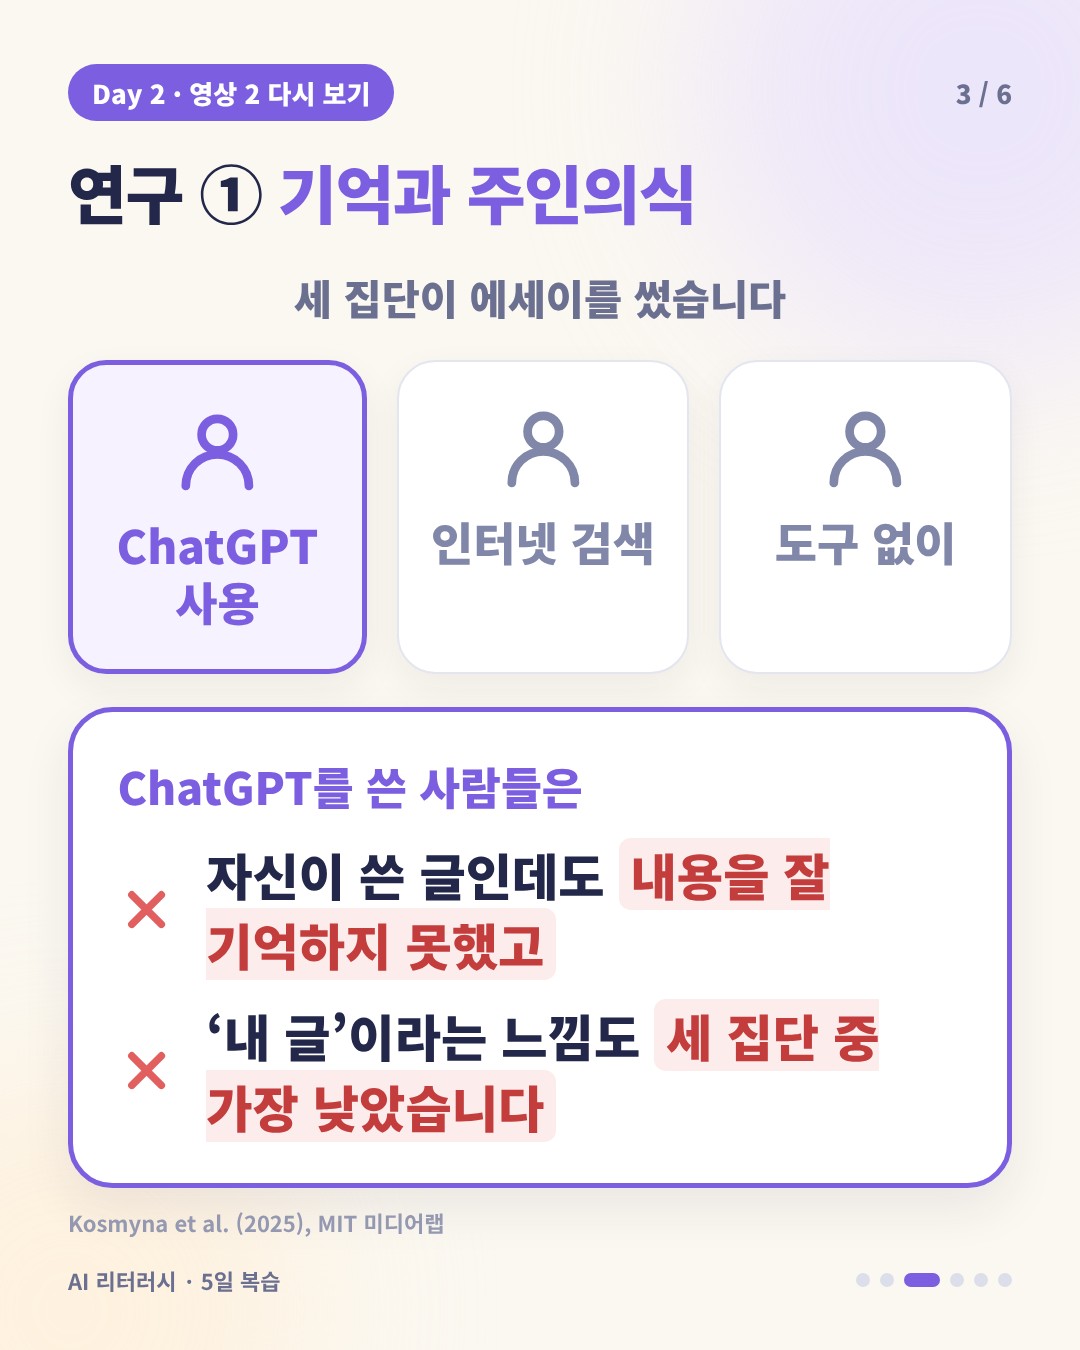 Day 2 · 영상 2 다시 보기
3 / 6
연구 ① 기억과 주인의식
세 집단이 에세이를 썼습니다
ChatGPT
사용
인터넷 검색
도구 없이
ChatGPT를 쓴 사람들은
자신이 쓴 글인데도 내용을 잘
기억하지 못했고
‘내 글’이라는 느낌도 세 집단 중
가장 낮았습니다
Kosmyna et al. (2025), MIT 미디어랩
AI 리터러시 · 5일 복습